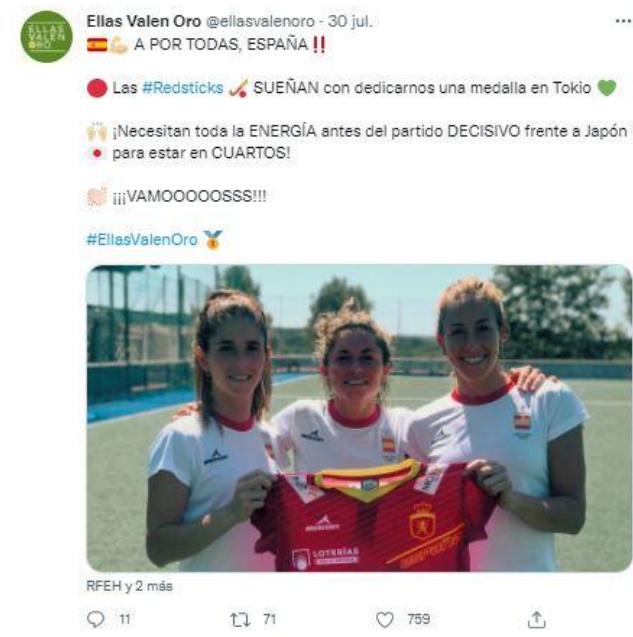 ELLAS
VALEN
ORO
Ellas Valen Oro @ellasvalenoro · 30 jul. ···
🇪🇸💪🏻 A POR TODAS, ESPAÑA‼️
🔴 Las #Redsticks 🏑 SUEÑAN con dedicarnos una medalla en Tokio 💚
🙌🏻 ¡Necesitan toda la ENERGÍA antes del partido DECISIVO frente a Japón
🇯🇵 para estar en CUARTOS!
👏🏻 ¡¡¡VAMOOOOOSSS!!!
#EllasValenOro 🏅
LOTERÍAS
RFEH y 2 más
11 71 759